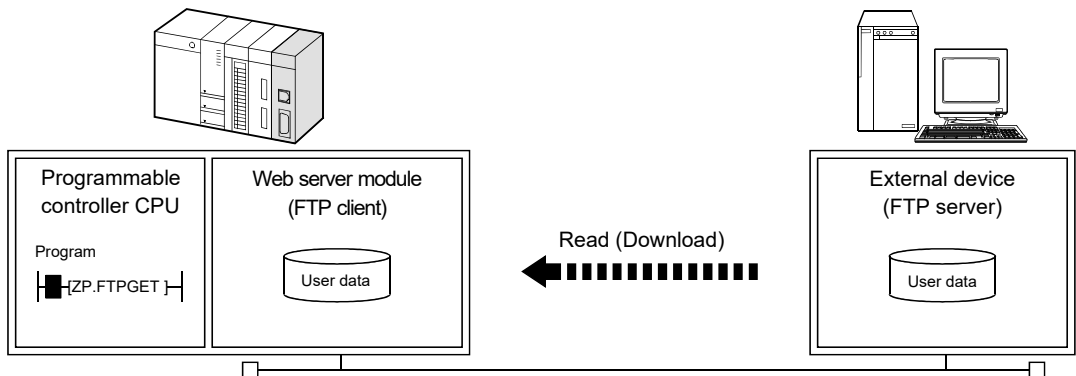 Programmable
controller CPU
Program
[ZP.FTPGET ]
Web server module
(FTP client)
User data
Read (Download)
External device
(FTP server)
User data